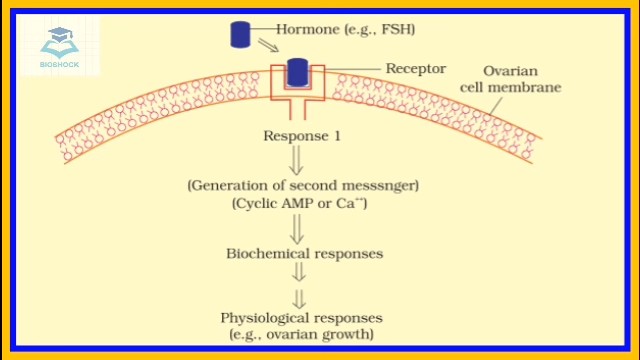 BIOSHOCK
Hormone (e.g., FSH)
Receptor
Ovarian
cell membrane
Response 1
(Generation of second messsnger)
(Cyclic AMP or Ca⁺⁺)
Biochemical responses
Physiological responses
(e.g., ovarian growth)